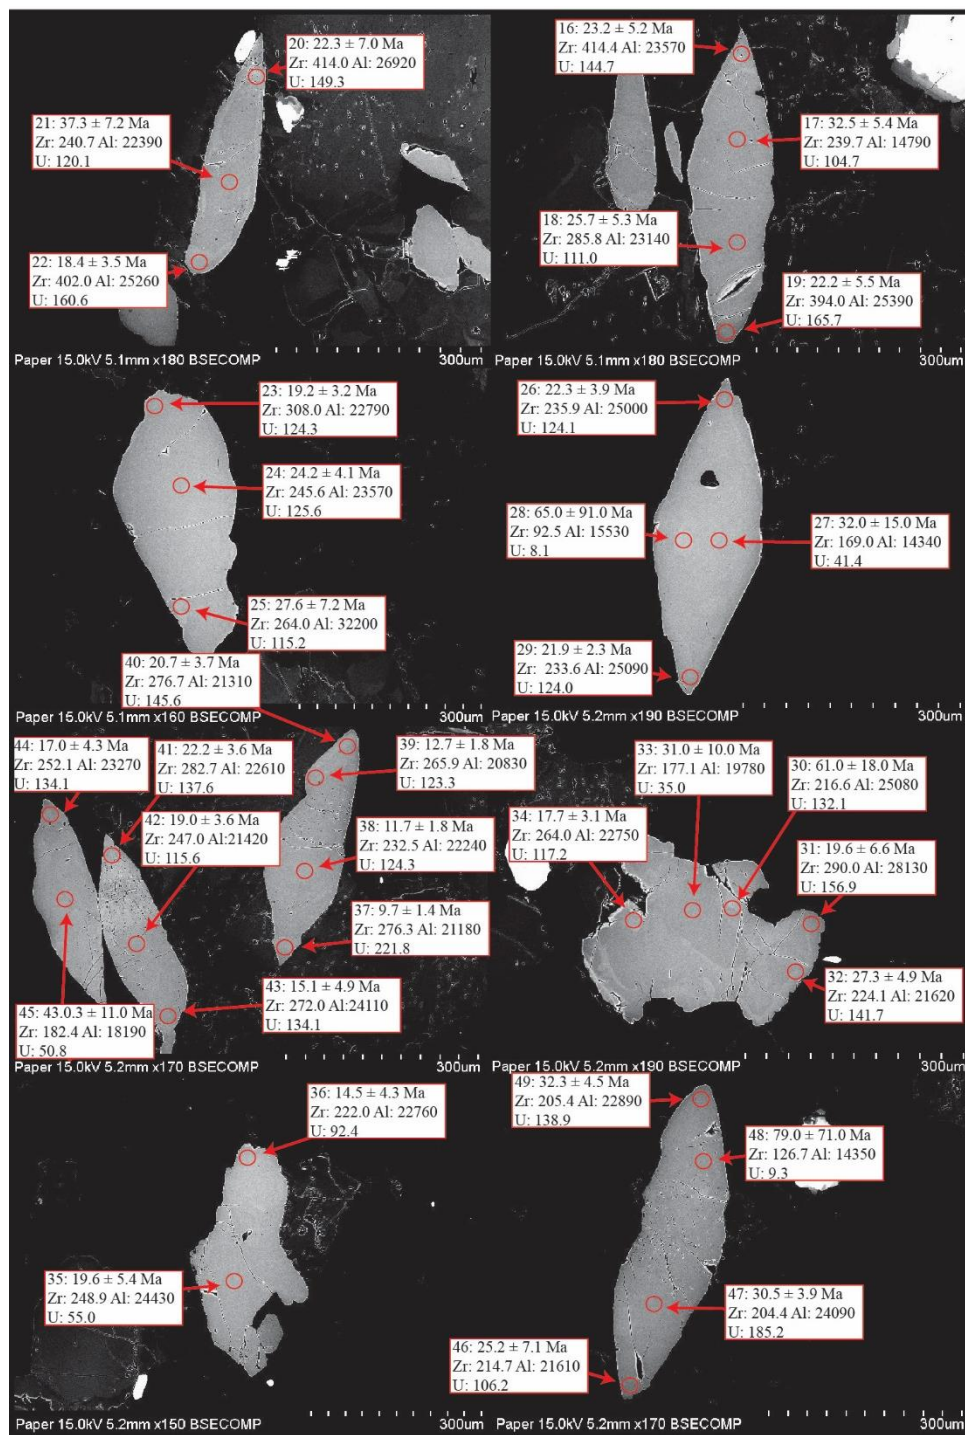 20: 22.3 ± 7.0 Ma
Zr: 414.0 Al: 26920
U: 149.3
21: 37.3 ± 7.2 Ma
Zr: 240.7 Al: 22390
U: 120.1
22: 18.4 ± 3.5 Ma
Zr: 402.0 Al: 25260
U: 160.6
Paper 15.0kV 5.1mm x180 BSECOMP
300um
16: 23.2 ± 5.2 Ma
Zr: 414.4 Al: 23570
U: 144.7
17: 32.5 ± 5.4 Ma
Zr: 239.7 Al: 14790
U: 104.7
18: 25.7 ± 5.3 Ma
Zr: 285.8 Al: 23140
U: 111.0
19: 22.2 ± 5.5 Ma
Zr: 394.0 Al: 25390
U: 165.7
Paper 15.0kV 5.1mm x180 BSECOMP
300um
23: 19.2 ± 3.2 Ma
Zr: 308.0 Al: 22790
U: 124.3
24: 24.2 ± 4.1 Ma
Zr: 245.6 Al: 23570
U: 125.6
25: 27.6 ± 7.2 Ma
Zr: 264.0 Al: 32200
U: 115.2
Paper 15.0kV 5.1mm x160 BSECOMP
300um
26: 22.3 ± 3.9 Ma
Zr: 235.9 Al: 25000
U: 124.1
28: 65.0 ± 91.0 Ma
Zr: 92.5 Al: 15530
U: 8.1
27: 32.0 ± 15.0 Ma
Zr: 169.0 Al: 14340
U: 41.4
29: 21.9 ± 2.3 Ma
Zr: 233.6 Al: 25090
U: 124.0
Paper 15.0kV 5.2mm x190 BSECOMP
300um
40: 20.7 ± 3.7 Ma
Zr: 276.7 Al: 21310
U: 145.6
44: 17.0 ± 4.3 Ma
Zr: 252.1 Al: 23270
U: 134.1
41: 22.2 ± 3.6 Ma
Zr: 282.7 Al: 22610
U: 137.6
39: 12.7 ± 1.8 Ma
Zr: 265.9 Al: 20830
U: 123.3
42: 19.0 ± 3.6 Ma
Zr: 247.0 Al:21420
U: 115.6
38: 11.7 ± 1.8 Ma
Zr: 232.5 Al: 22240
U: 124.3
37: 9.7 ± 1.4 Ma
Zr: 276.3 Al: 21180
U: 221.8
45: 43.0.3 ± 11.0 Ma
Zr: 182.4 Al: 18190
U: 50.8
43: 15.1 ± 4.9 Ma
Zr: 272.0 Al:24110
U: 134.1
Paper 15.0kV 5.2mm x170 BSECOMP
300um
33: 31.0 ± 10.0 Ma
Zr: 177.1 Al: 19780
U: 35.0
30: 61.0 ± 18.0 Ma
Zr: 216.6 Al: 25080
U: 132.1
34: 17.7 ± 3.1 Ma
Zr: 264.0 Al: 22750
U: 117.2
31: 19.6 ± 6.6 Ma
Zr: 290.0 Al: 28130
U: 156.9
32: 27.3 ± 4.9 Ma
Zr: 224.1 Al: 21620
U: 141.7
Paper 15.0kV 5.2mm x190 BSECOMP
300um
36: 14.5 ± 4.3 Ma
Zr: 222.0 Al: 22760
U: 92.4
35: 19.6 ± 5.4 Ma
Zr: 248.9 Al: 24430
U: 55.0
Paper 15.0kV 5.2mm x150 BSECOMP
300um
49: 32.3 ± 4.5 Ma
Zr: 205.4 Al: 22890
U: 138.9
48: 79.0 ± 71.0 Ma
Zr: 126.7 Al: 14350
U: 9.3
47: 30.5 ± 3.9 Ma
Zr: 204.4 Al: 24090
U: 185.2
46: 25.2 ± 7.1 Ma
Zr: 214.7 Al: 21610
U: 106.2
Paper 15.0kV 5.2mm x170 BSECOMP
300um